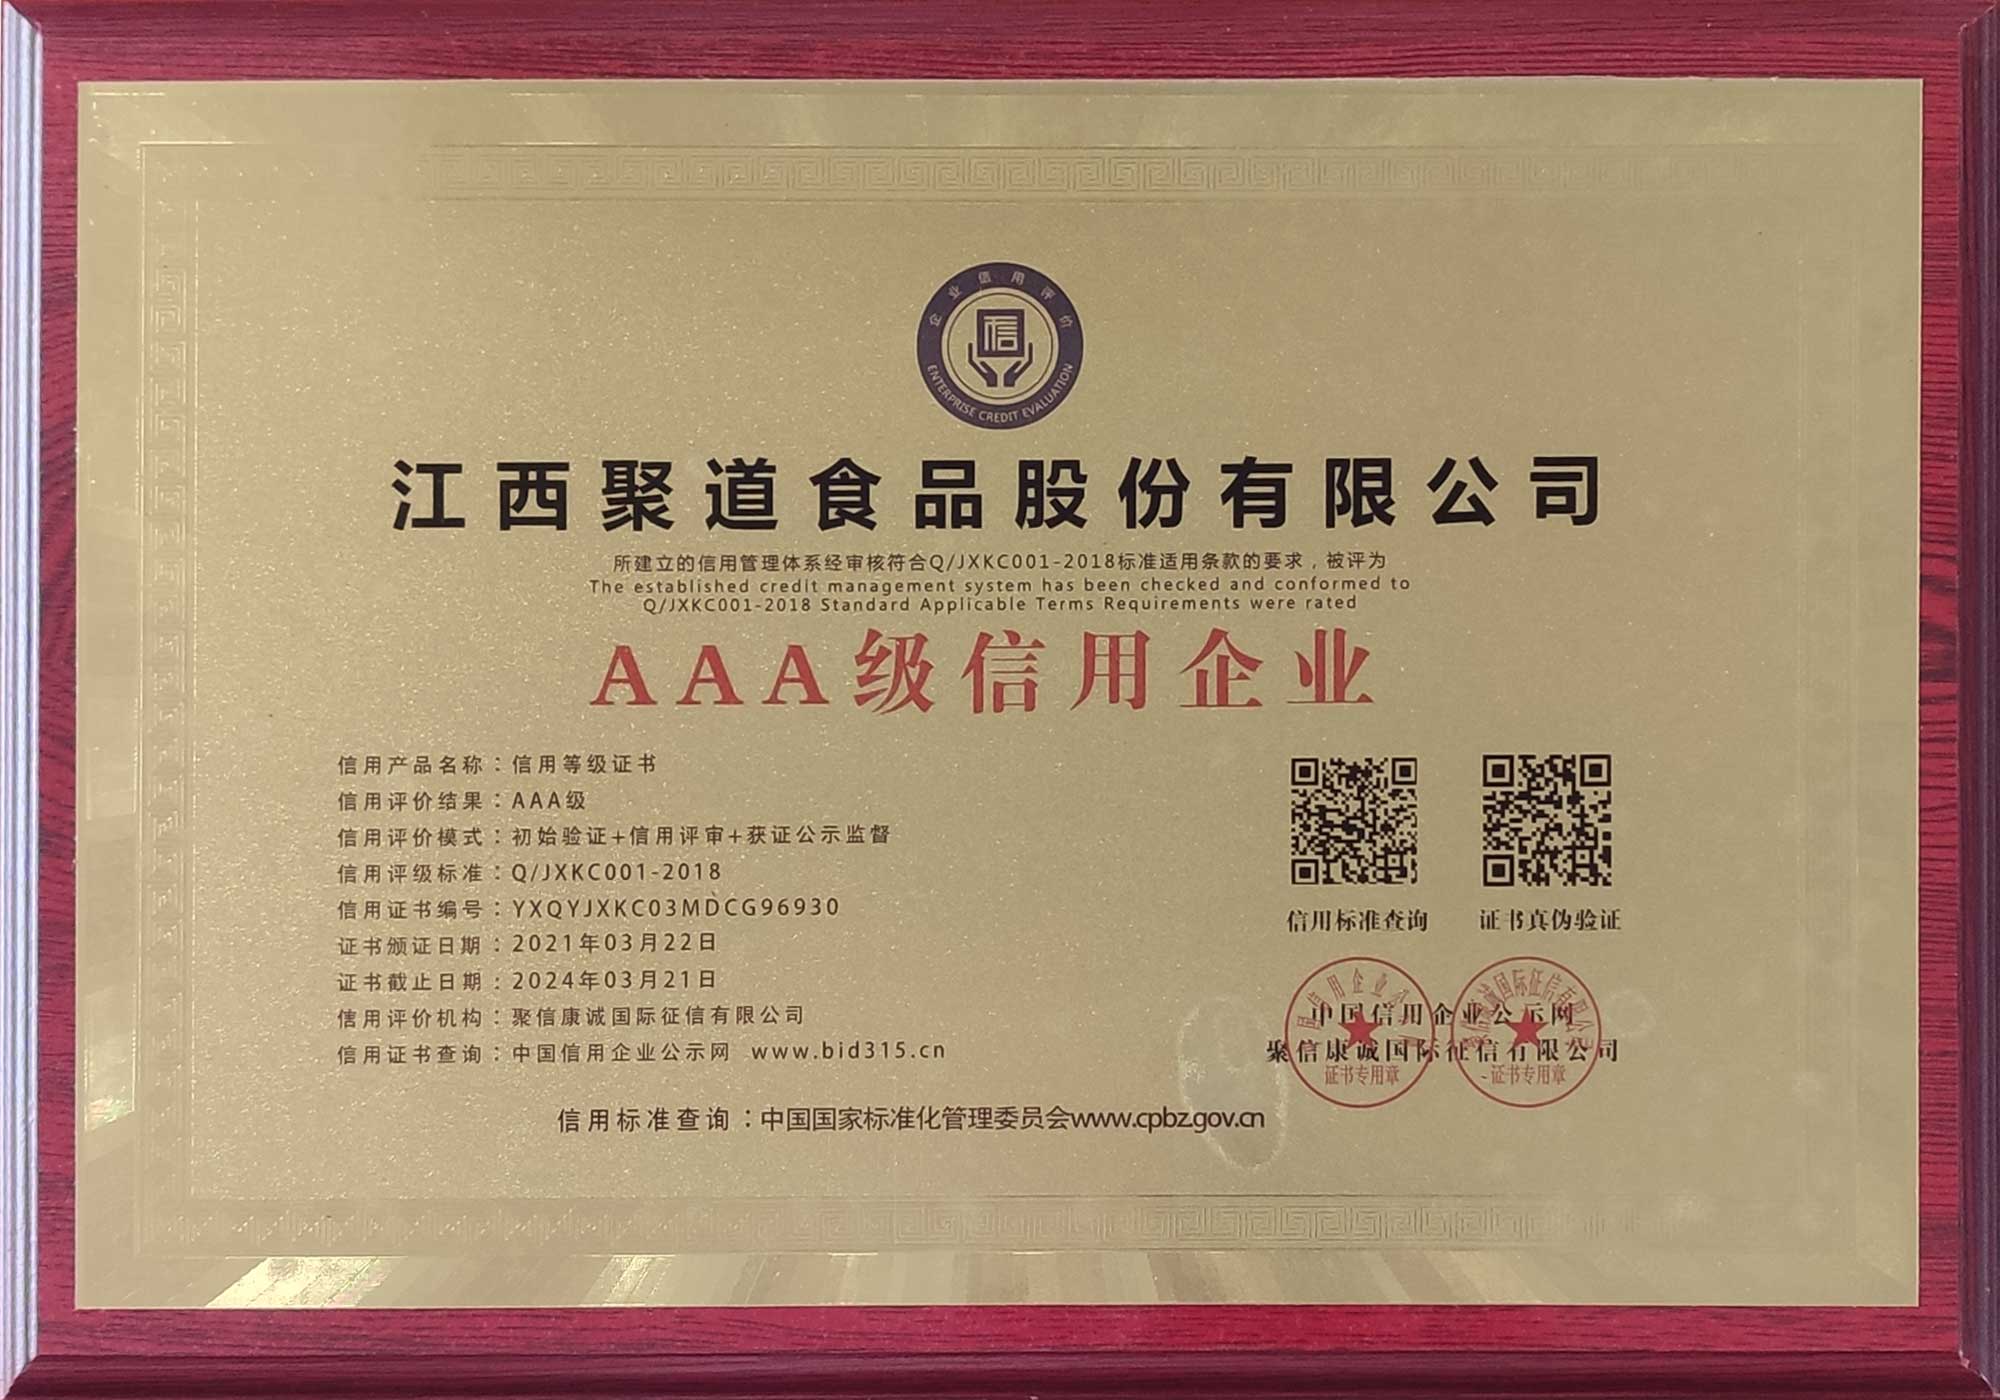 企业信用评价
ENTERPRISE CREDIT EVALUATION
信
江西聚道食品股份有限公司
所建立的信用管理体系经审核符合Q/JXKC001-2018标准适用条款的要求，被评为
The established credit management system has been checked and conformed to
Q/JXKC001-2018 Standard Applicable Terms Requirements were rated
AAA级信用企业
信用产品名称：信用等级证书
信用评价结果：AAA级
信用评价模式：初始验证+信用评审+获证公示监督
信用评级标准：Q/JXKC001-2018
信用证书编号：YXQYJXKC03MDCG96930
证书颁证日期：2021年03月22日
证书截止日期：2024年03月21日
信用评价机构：聚信康诚国际征信有限公司
信用证书查询：中国信用企业公示网 www.bid315.cn
信用标准查询 证书真伪验证
中国信用企业公示网
聚信康诚国际征信有限公司
证书专用章 证书专用章
信用标准查询：中国国家标准化管理委员会www.cpbz.gov.cn